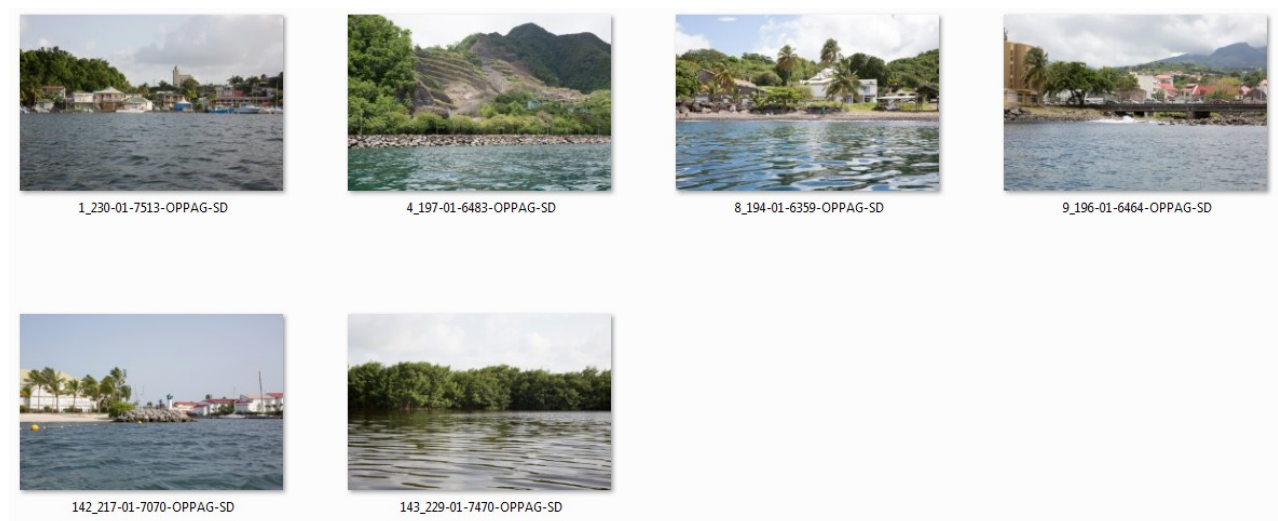 1_230-01-7513-OPPAG-SD
4_197-01-6483-OPPAG-SD
8_194-01-6359-OPPAG-SD
9_196-01-6464-OPPAG-SD
142_217-01-7070-OPPAG-SD
143_229-01-7470-OPPAG-SD